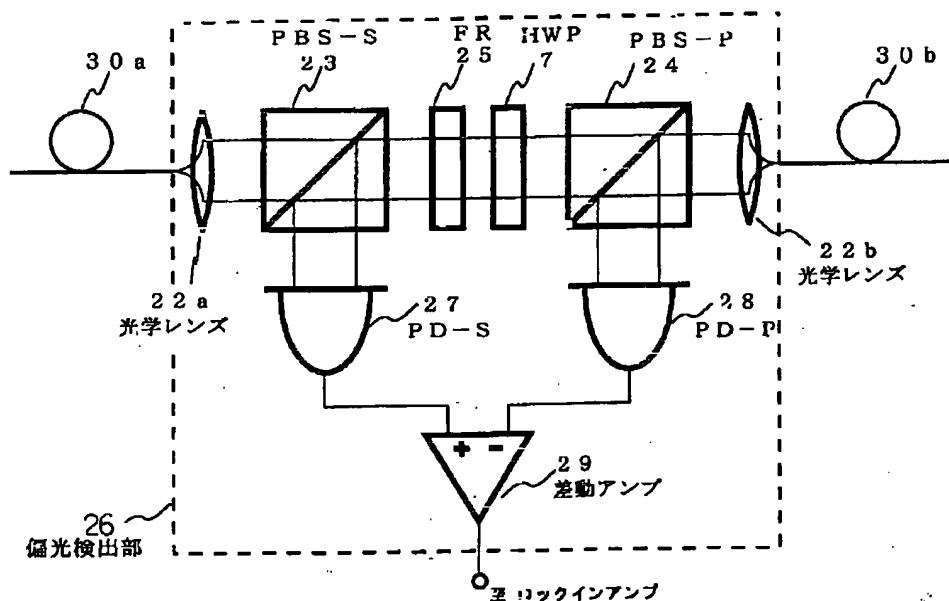 30a
PBS-S
23
FR
25
HWP
7
PBS-P
24
30b
22a
光学レンズ
27
PD-S
28
PD-P
22b
光学レンズ
+ -
29
差動アンプ
26
偏光検出部
至ロックインアンプ